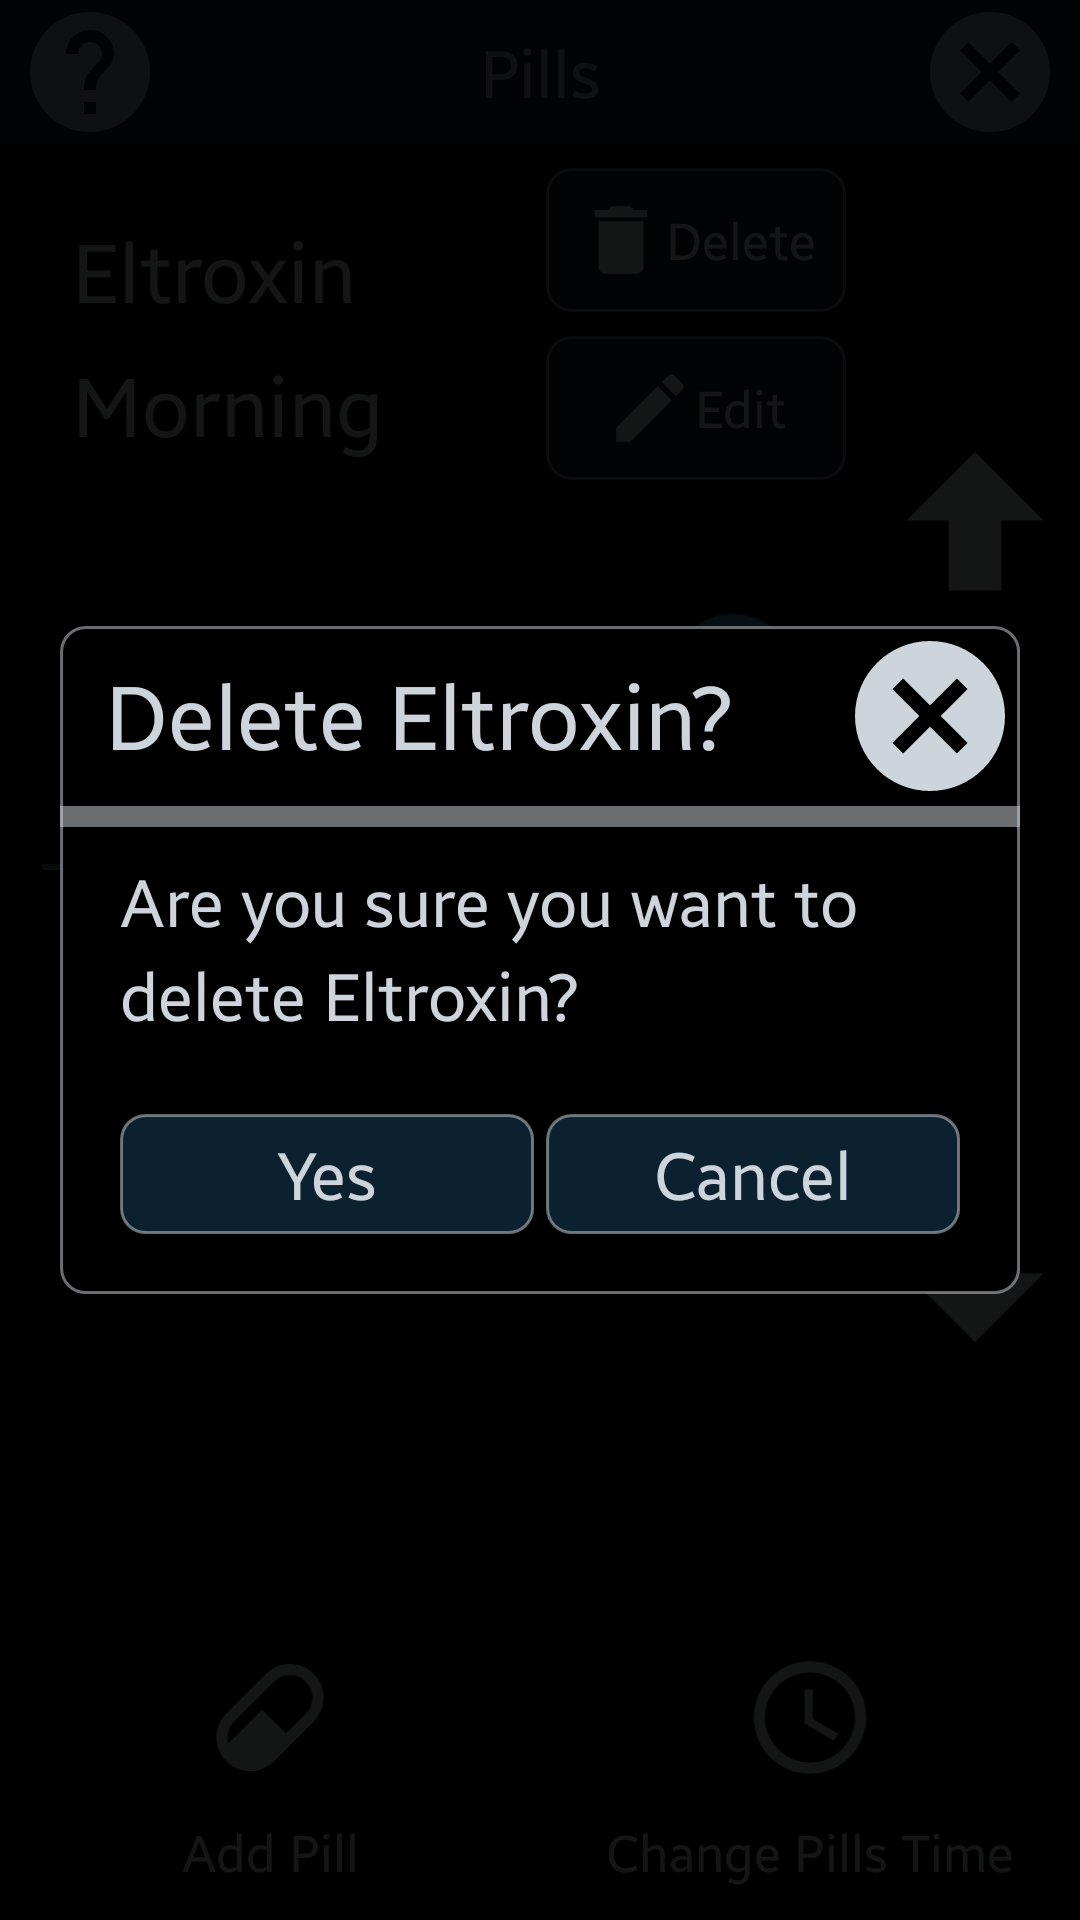 Pills
Delete
Eltroxin
Edit
Morning
Delete Eltroxin?
Are you sure you want to
delete Eltroxin?
Yes
Cancel
Add Pill
Change Pills Time